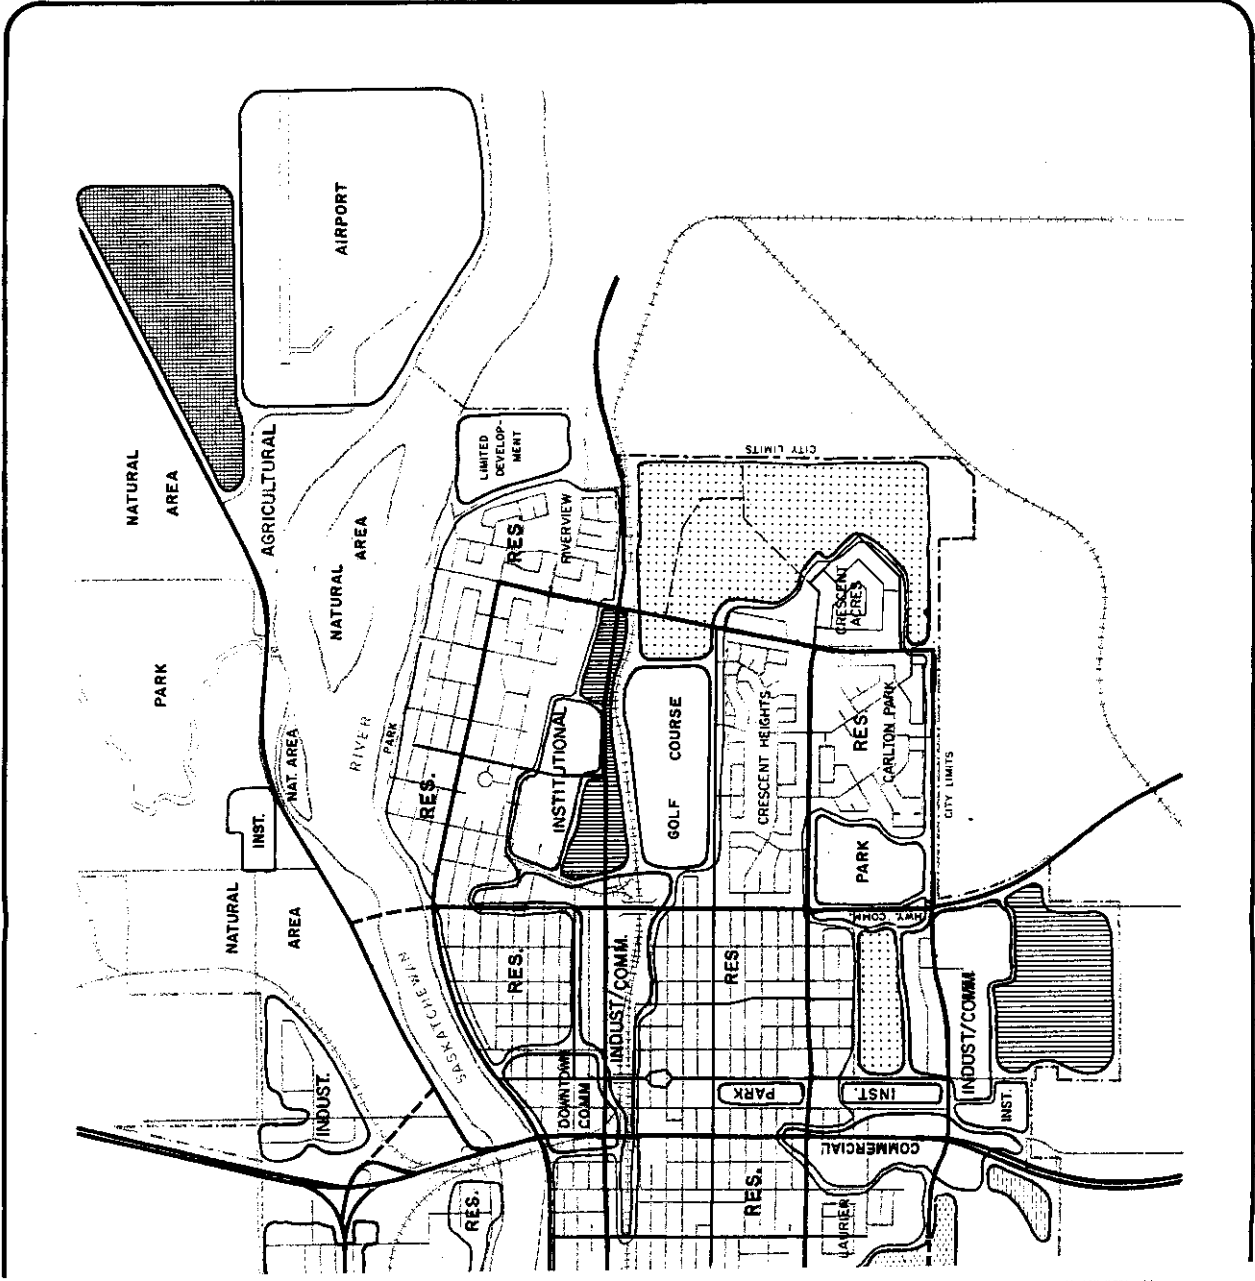 AIRPORT
NATURAL
AREA
AGRICULTURAL
LIMITED
DEVELOP-
MENT
CITY LIMITS
NATURAL
AREA
RES.
RIVERVIEW
CRESCENT
ACRES
PARK
RIVER
PARK
NAT. AREA
INST.
RES.
INSTITUTIONAL
GOLF COURSE
CRESCENT HEIGHTS
RES.
CARLTON PARK
CITY LIMITS
PARK
NATURAL
AREA
HWY. COMM.
SASKATCHEWAN
RES.
INDUST/COMM.
RES.
INDUST/COMM.
INDUST.
DOWNTOWN
COMM.
PARK
INST.
INST.
COMMERCIAL
RES.
RES.
LAURIER